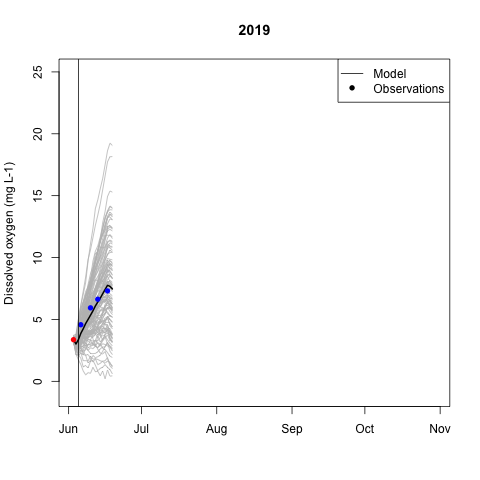 2019
Dissolved oxygen (mg L-1)
25
20
15
10
5
0
Jun Jul Aug Sep Oct Nov
Model
Observations